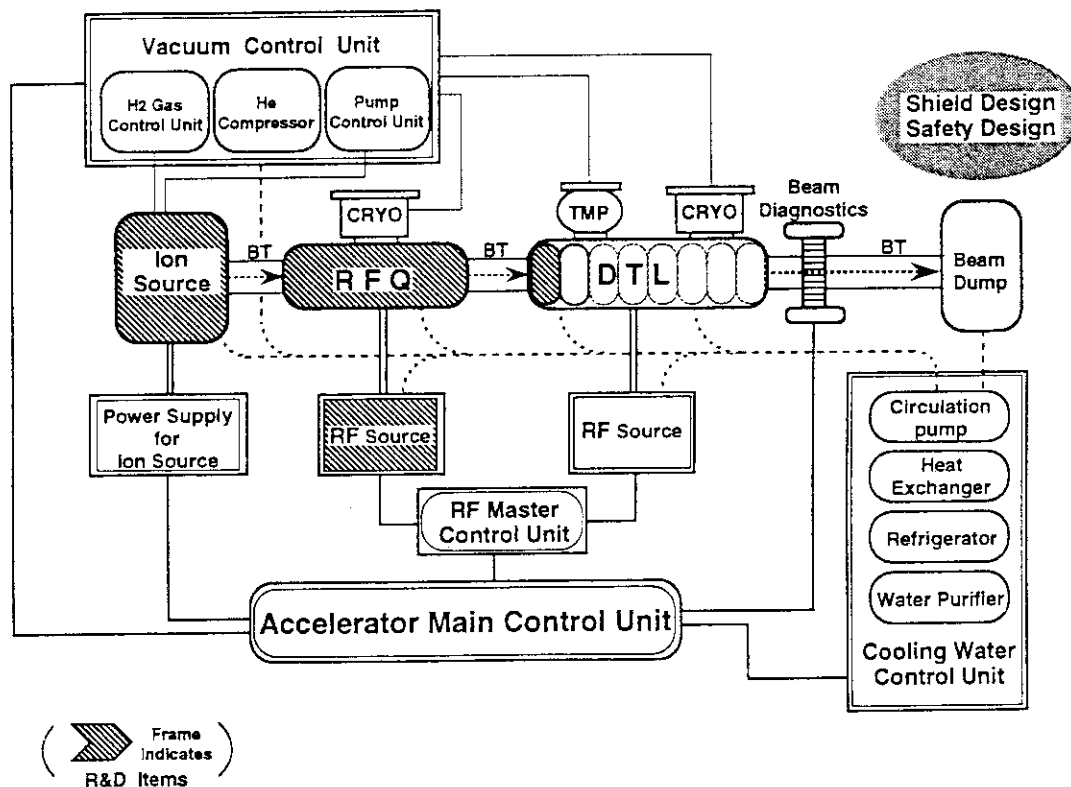 Vacuum Control Unit
H2 Gas
Control Unit
He
Compressor
Pump
Control Unit
Shield Design
Safety Design
CRYO
TMP
CRYO
Beam
Diagnostics
Ion
Source
BT
RFQ
BT
DTL
BT
Beam
Dump
Power Supply
for
Ion Source
RF Source
RF Source
RF Master
Control Unit
Accelerator Main Control Unit
Circulation
pump
Heat
Exchanger
Refrigerator
Water Purifier
Cooling Water
Control Unit
( Frame
Indicates
R&D Items )